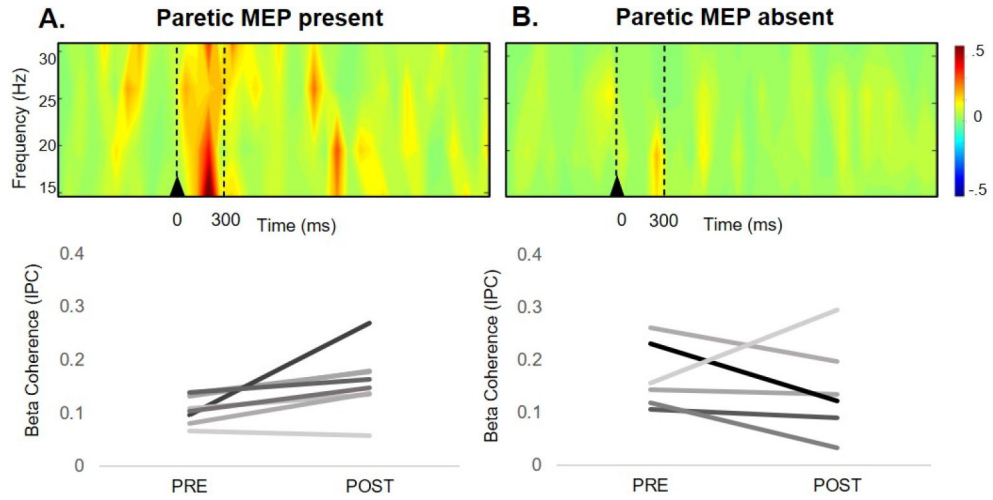 A.
Paretic MEP present
B.
Paretic MEP absent
Frequency (Hz)
30
25
20
15
0
300
Time (ms)
0
300
Time (ms)
.5
0
-.5
Beta Coherence (IPC)
0.4
0.3
0.2
0.1
0
PRE
POST
Beta Coherence (IPC)
0.4
0.3
0.2
0.1
0
PRE
POST